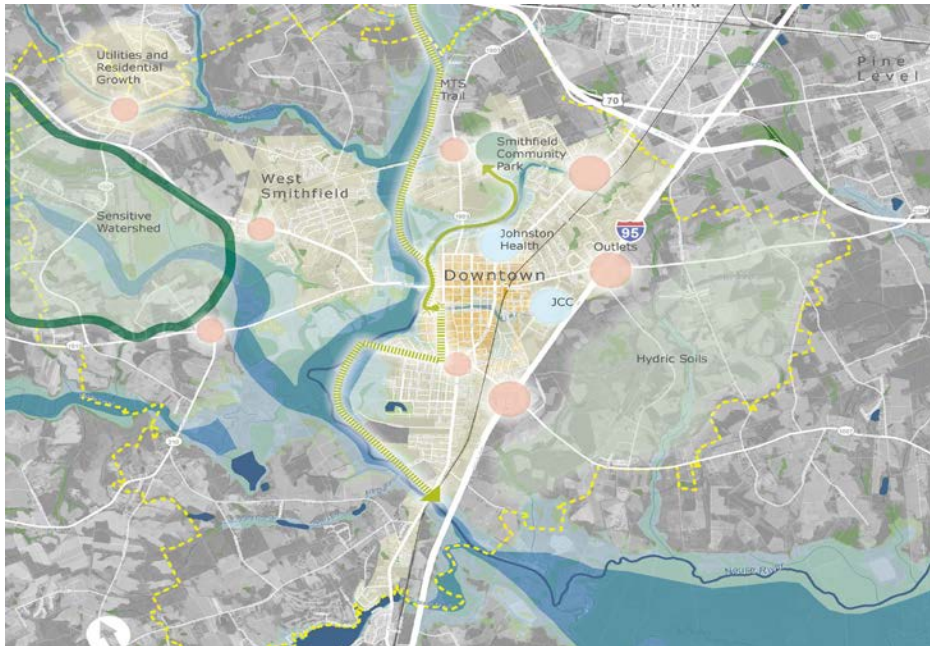 Selma
Utilities and
Residential
Growth
Pine
Level
MTS
Trail
70
Smithfield
Community
Park
West
Smithfield
Sensitive
Watershed
Johnston
Health
95
Outlets
Downtown
JCC
Hydric Soils
Neuse River